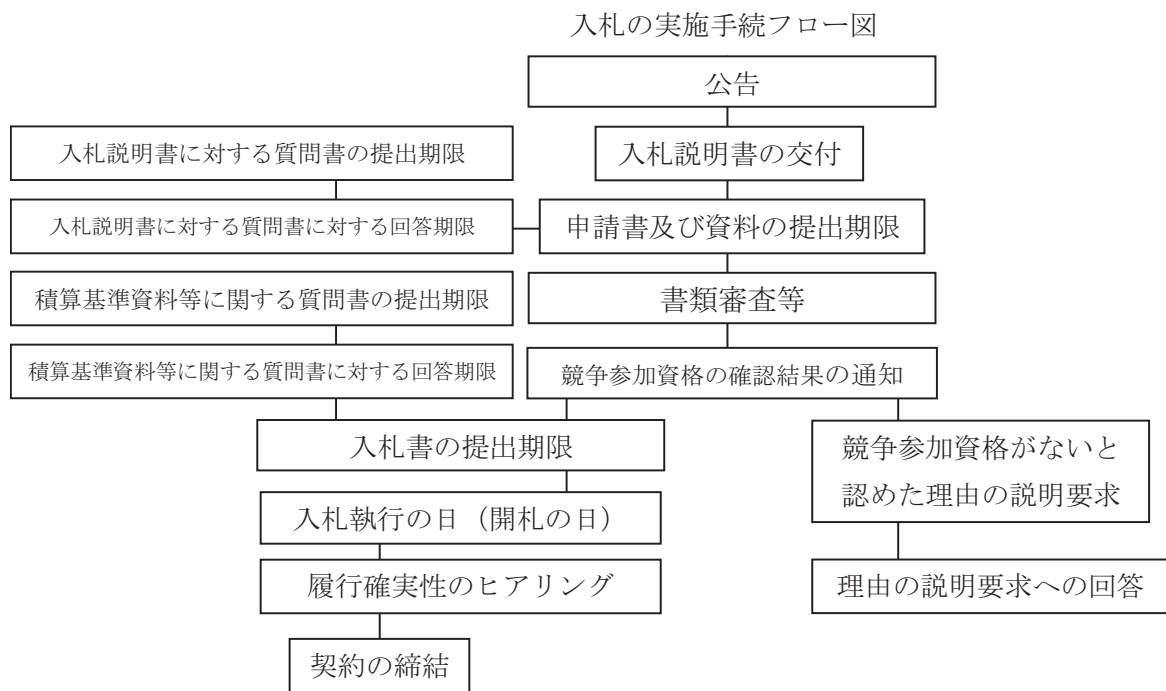 入札の実施手続フロー図
公告
入札説明書に対する質問書の提出期限
入札説明書の交付
入札説明書に対する質問書に対する回答期限
申請書及び資料の提出期限
積算基準資料等に関する質問書の提出期限
書類審査等
積算基準資料等に関する質問書に対する回答期限
競争参加資格の確認結果の通知
入札書の提出期限
競争参加資格がないと
認めた理由の説明要求
入札執行の日（開札の日）
履行確実性のヒアリング
理由の説明要求への回答
契約の締結